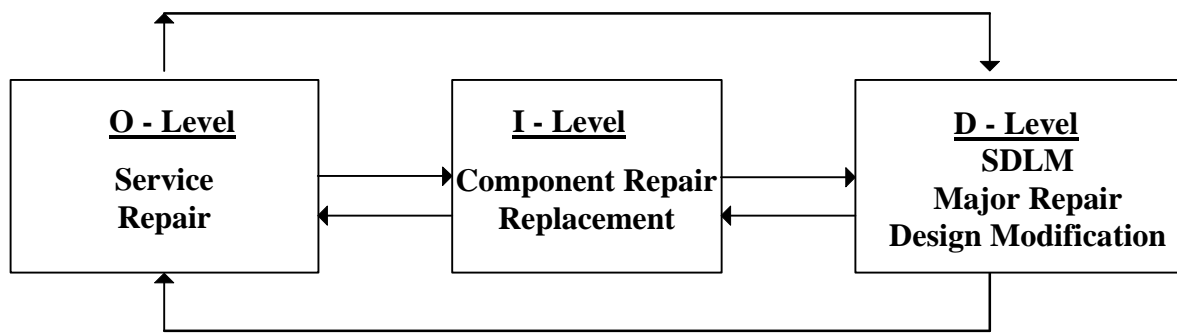 O - Level
Service
Repair
I - Level
Component Repair
Replacement
D - Level
SDLM
Major Repair
Design Modification